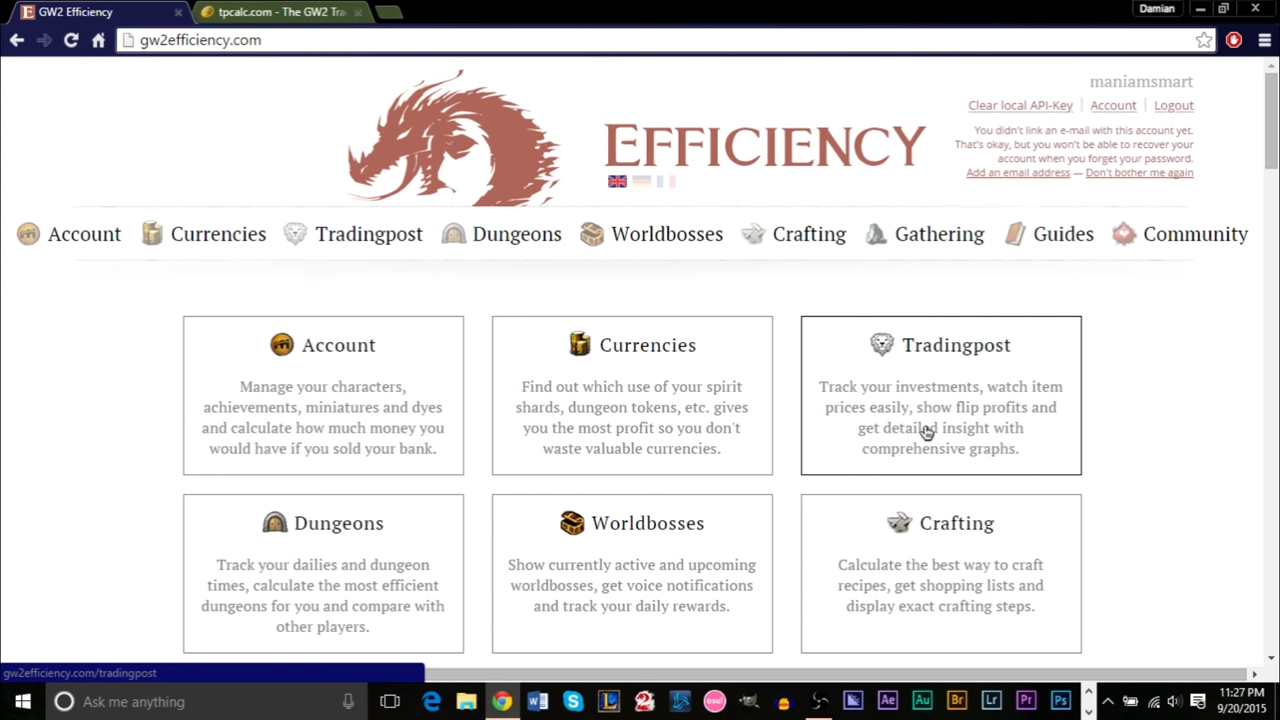 GW2 Efficiency
tpcalc.com - The GW2 Tra
Damian
gw2efficiency.com
maniamsmart
Clear local API-Key | Account | Logout
You didn't link an e-mail with this account yet.
That's okay, but you won't be able to recover your
account when you forget your password.
Add an email address — Don't bother me again
EFFICIENCY
Account Currencies Tradingpost Dungeons Worldbosses Crafting Gathering Guides Community
Account
Manage your characters,
achievements, miniatures and dyes
and calculate how much money you
would have if you sold your bank.
Currencies
Find out which use of your spirit
shards, dungeon tokens, etc. gives
you the most profit so you don't
waste valuable currencies.
Tradingpost
Track your investments, watch item
prices easily, show flip profits and
get detailed insight with
comprehensive graphs.
Dungeons
Track your dailies and dungeon
times, calculate the most efficient
dungeons for you and compare with
other players.
Worldbosses
Show currently active and upcoming
worldbosses, get voice notifications
and track your daily rewards.
Crafting
Calculate the best way to craft
recipes, get shopping lists and
display exact crafting steps.
gw2efficiency.com/tradingpost
Ask me anything
osu!
Ae Au Br Lr Pr Ps
11:27 PM
9/20/2015